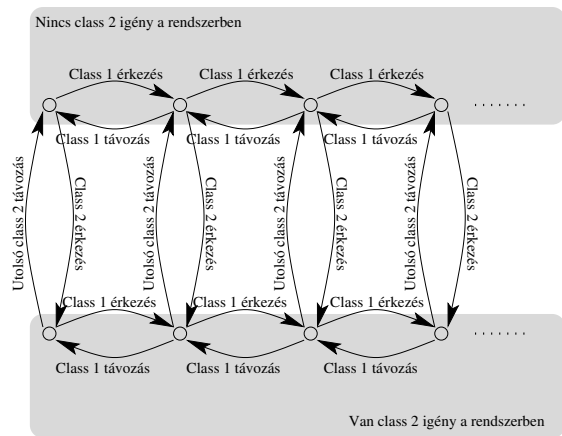 Nincs class 2 igény a rendszerben
Class 1 érkezés
Class 1 érkezés
Class 1 érkezés
.......
Class 1 távozás
Class 1 távozás
Class 1 távozás
Utolsó class 2 távozás
Class 2 érkezés
Utolsó class 2 távozás
Class 2 érkezés
Utolsó class 2 távozás
Class 2 érkezés
Utolsó class 2 távozás
Class 2 érkezés
Class 1 érkezés
Class 1 érkezés
Class 1 érkezés
.......
Class 1 távozás
Class 1 távozás
Class 1 távozás
Van class 2 igény a rendszerben